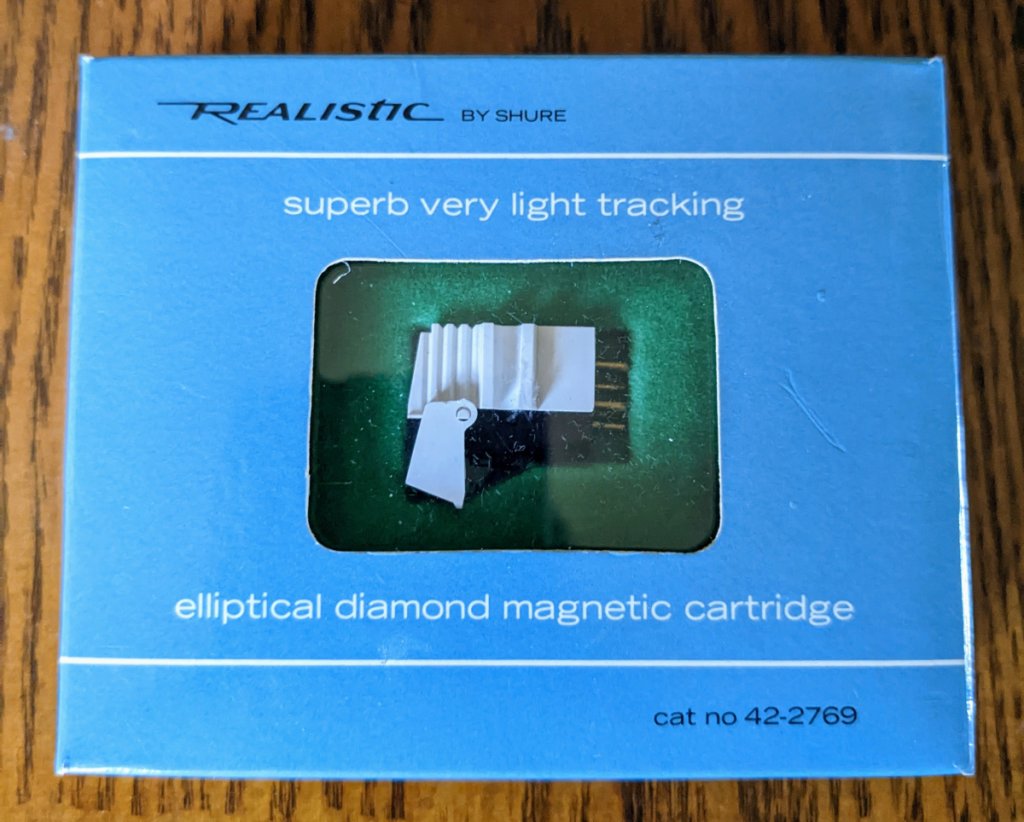 REALISTIC BY SHURE
superb very light tracking
elliptical diamond magnetic cartridge
cat no 42-2769